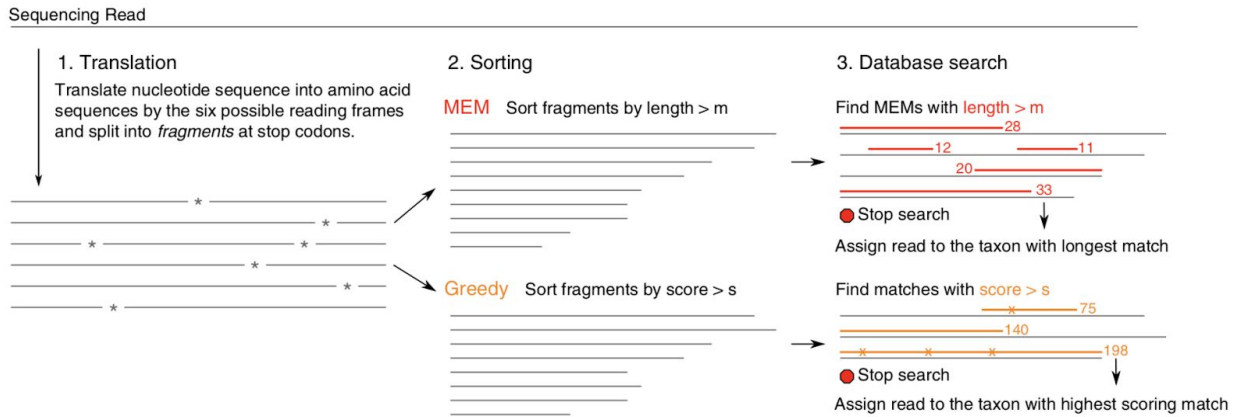 Sequencing Read
1. Translation
Translate nucleotide sequence into amino acid
sequences by the six possible reading frames
and split into fragments at stop codons.
*
*
* *
*
*
*
2. Sorting
MEM Sort fragments by length > m
Greedy Sort fragments by score > s
3. Database search
Find MEMs with length > m
28
12 11
20
33
Stop search
Assign read to the taxon with longest match
Find matches with score > s
x 75
140
x x x 198
Stop search
Assign read to the taxon with highest scoring match